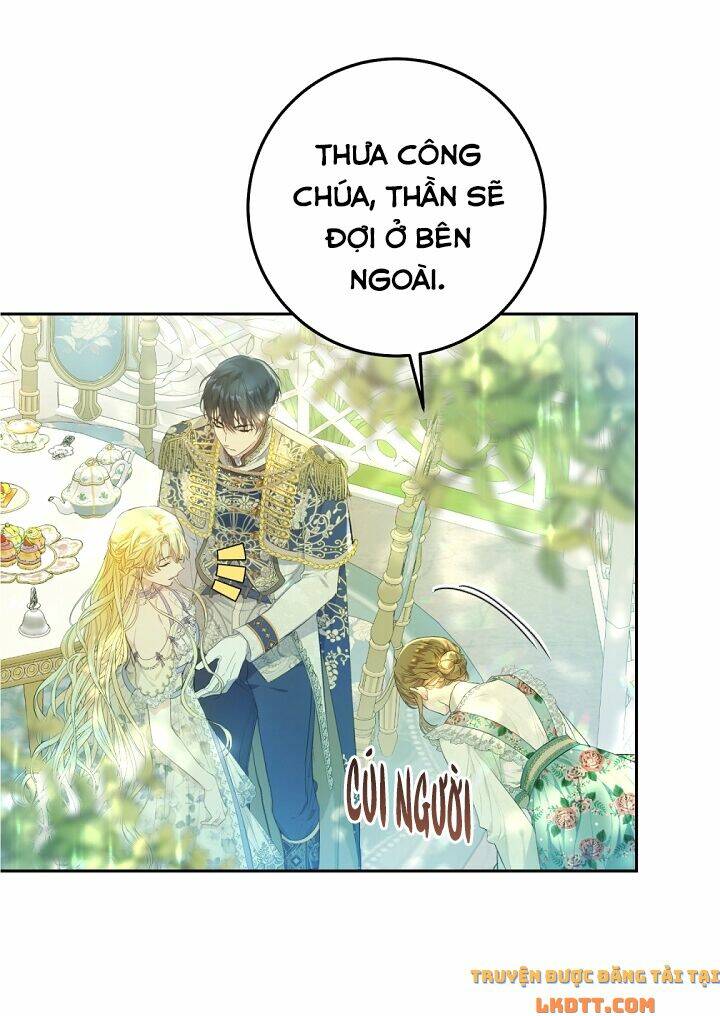 THƯA CÔNG
CHÚA, THẦN SẼ
ĐỢI Ở BÊN
NGOÀI.
CÚI NGƯỜI
TRUYỆN ĐƯỢC ĐĂNG TẢI TẠI
LKDTT.COM